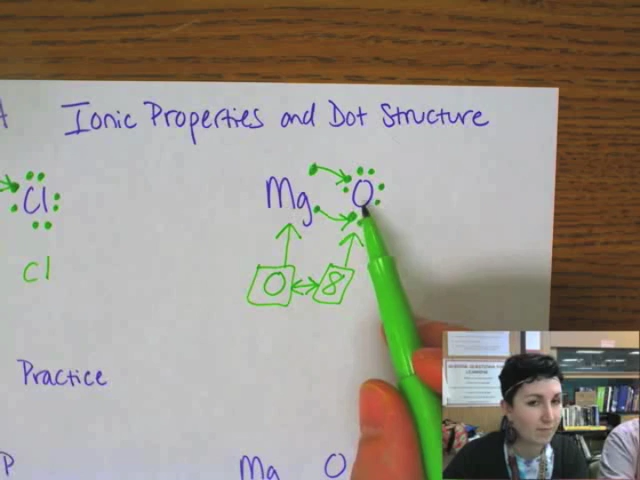 A
Ionic Properties and Dot Structure
Cl
Mg O
Cl
0 8
Practice
P
Mg O